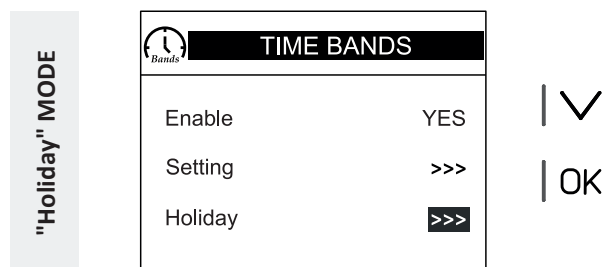 "Holiday" MODE
Bands
TIME BANDS
Enable YES
Setting >>>
Holiday >>>
OK